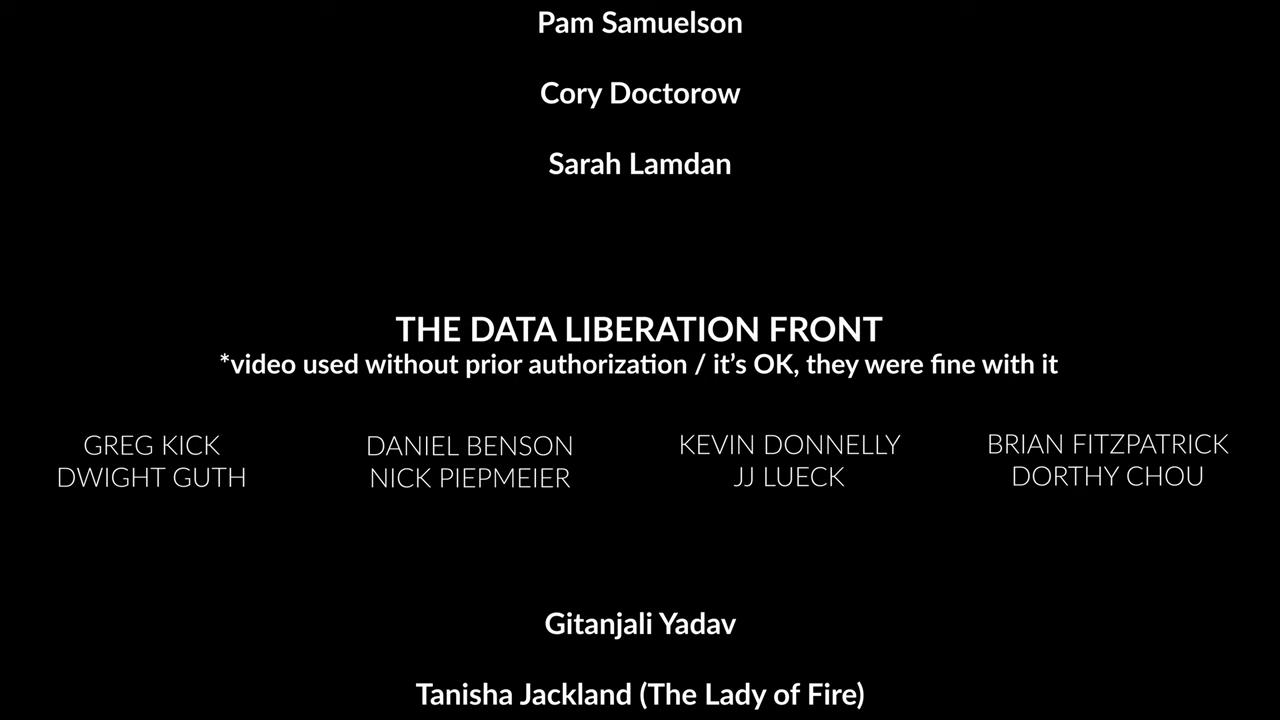 Pam Samuelson
Cory Doctorow
Sarah Lamdan
THE DATA LIBERATION FRONT
*video used without prior authorization / it's OK, they were fine with it
GREG KICK
DWIGHT GUTH
DANIEL BENSON
NICK PIEPMEIER
KEVIN DONNELLY
JJ LUECK
BRIAN FITZPATRICK
DORTHY CHOU
Gitanjali Yadav
Tanisha Jackland (The Lady of Fire)